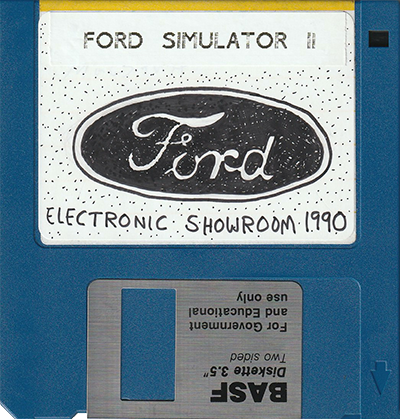 FORD SIMULATOR II
Ford
ELECTRONIC SHOWROOM 1990
For Government
and Educational
use only
BASF
Diskette 3.5"
Two sided